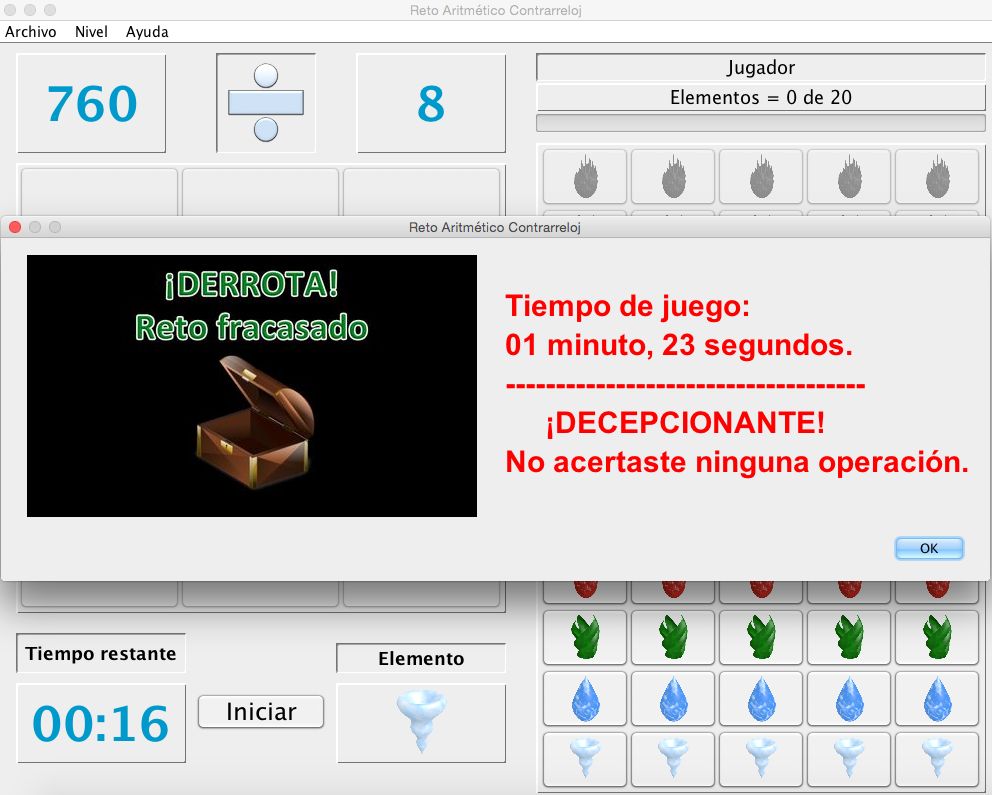 Reto Aritmético Contrarreloj
Archivo Nivel Ayuda
760 8
Jugador
Elementos = 0 de 20
Reto Aritmético Contrarreloj
¡DERROTA!
Reto fracasado
Tiempo de juego:
01 minuto, 23 segundos.
------------------------------------
¡DECEPCIONANTE!
No acertaste ninguna operación.
OK
Tiempo restante
00:16
Iniciar
Elemento